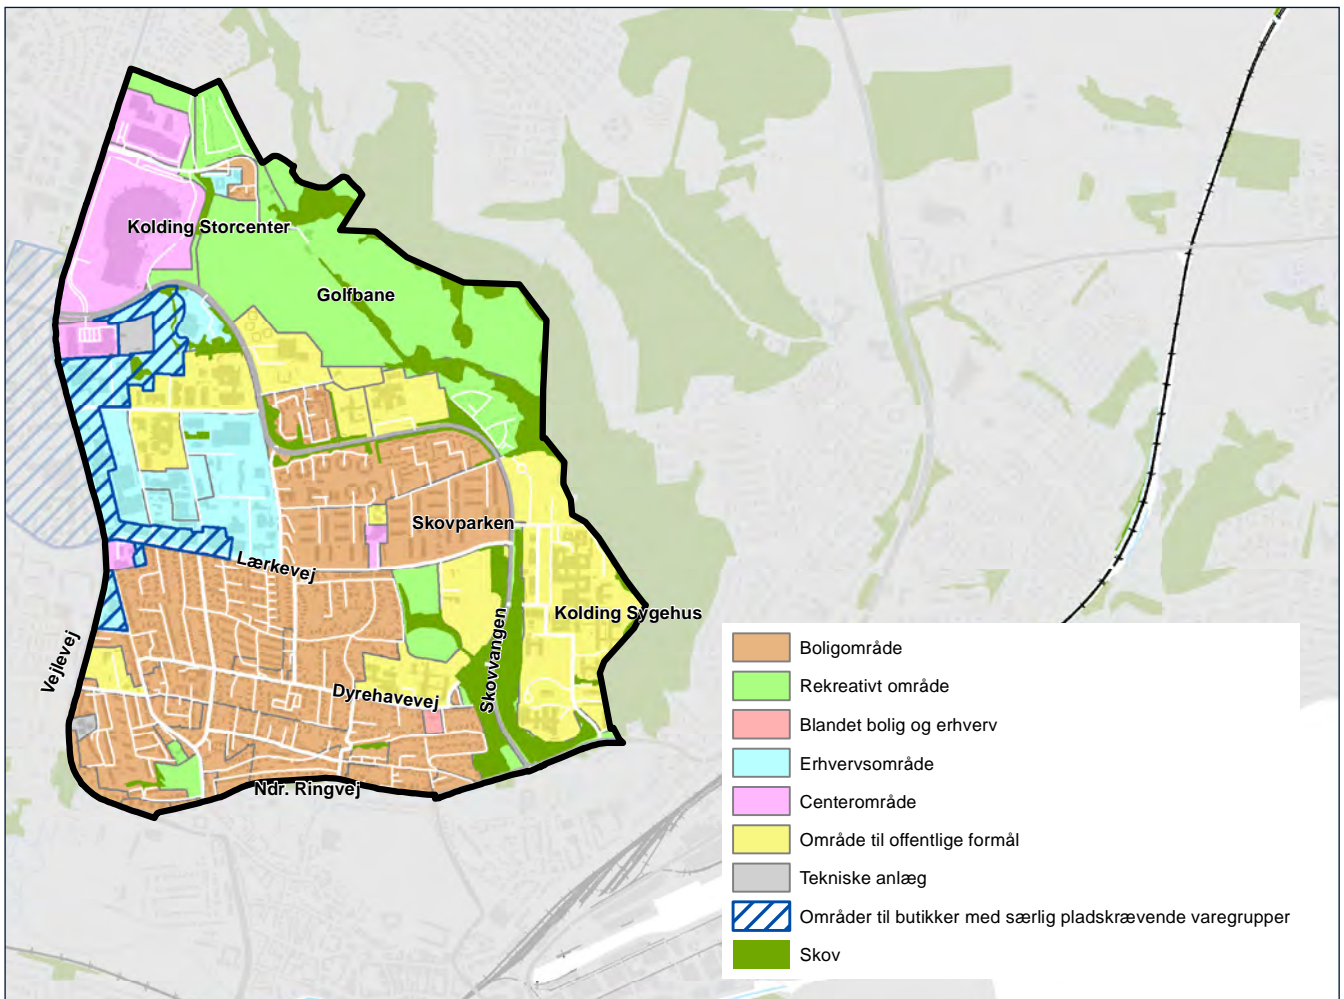 Kolding Storcenter
Golfbane
Skovparken
Lærkevej
Kolding Sygehus
Vejlevej
Skovvangen
Dyrehavevej
Ndr. Ringvej
Boligområde
Rekreativt område
Blandet bolig og erhverv
Erhvervsområde
Centerområde
Område til offentlige formål
Tekniske anlæg
Områder til butikker med særlig pladskrævende varegrupper
Skov